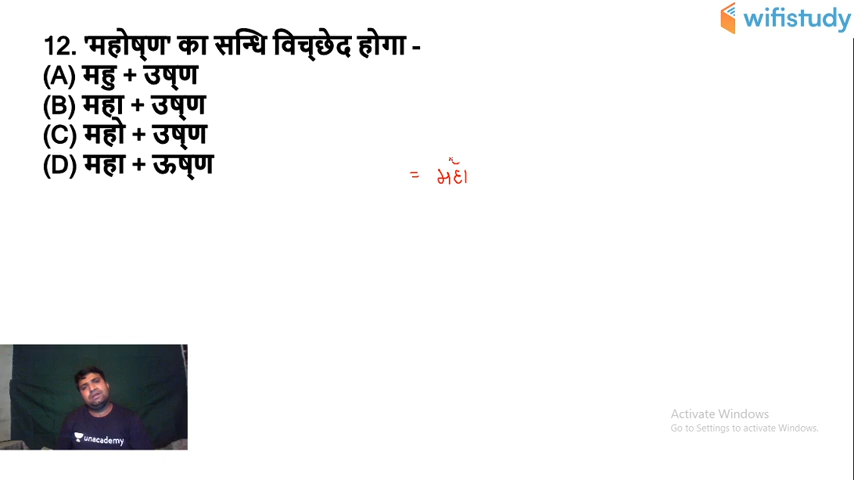 wifistudy
12. 'महोष्ण' का सन्धि विच्छेद होगा -
(A) महु + उष्ण
(B) महा + उष्ण
(C) महो + उष्ण
(D) महा + ऊष्ण
=
unacademy
Activate Windows
Go to Settings to activate Windows.